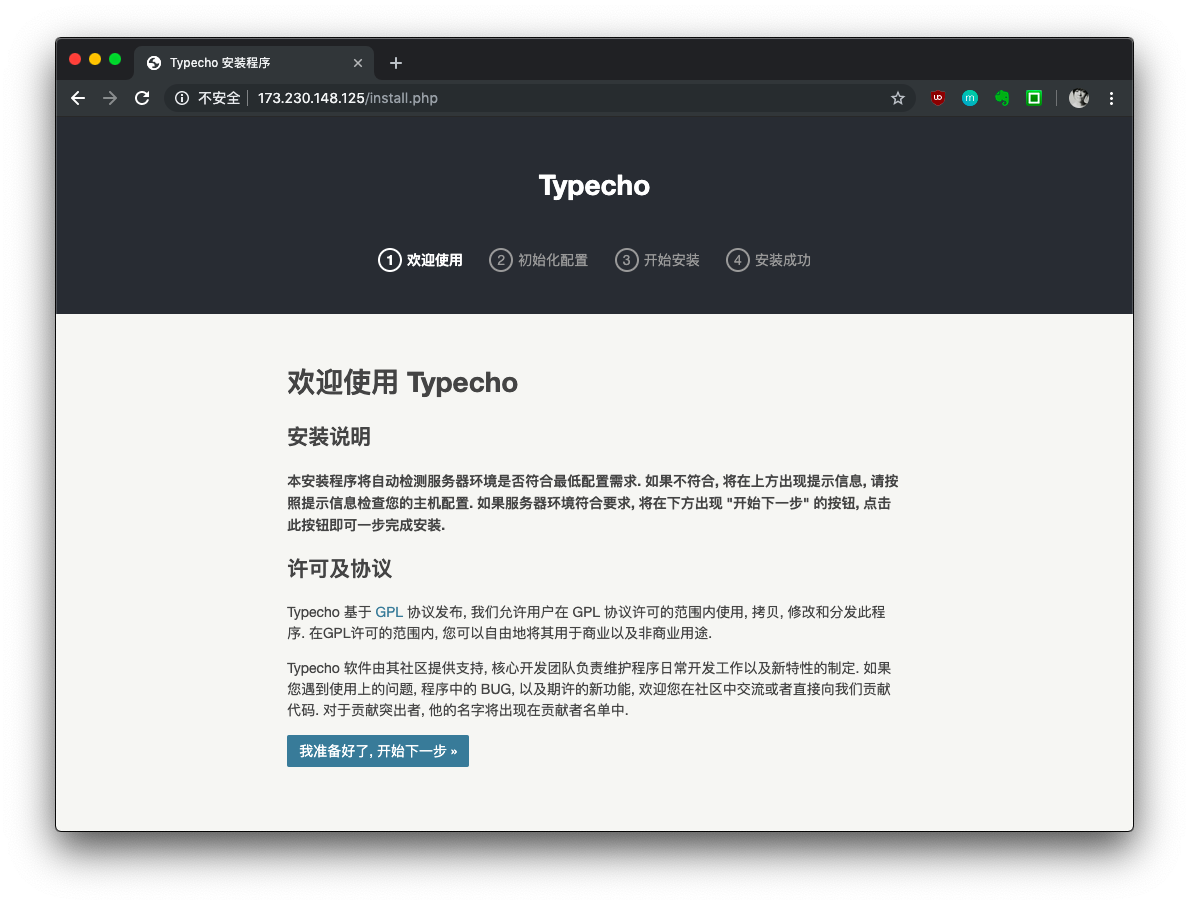 Typecho 安装程序
不安全 173.230.148.125/install.php
Typecho
1 欢迎使用 2 初始化配置 3 开始安装 4 安装成功
欢迎使用 Typecho
安装说明
本安装程序将自动检测服务器环境是否符合最低配置需求. 如果不符合, 将在上方出现提示信息, 请按
照提示信息检查您的主机配置. 如果服务器环境符合要求, 将在下方出现 "开始下一步" 的按钮, 点击
此按钮即可一步完成安装.
许可及协议
Typecho 基于 GPL 协议发布, 我们允许用户在 GPL 协议许可的范围内使用, 拷贝, 修改和分发此程
序. 在GPL许可的范围内, 您可以自由地将其用于商业以及非商业用途.
Typecho 软件由其社区提供支持, 核心开发团队负责维护程序日常开发工作以及新特性的制定. 如果
您遇到使用上的问题, 程序中的 BUG, 以及期许的新功能, 欢迎您在社区中交流或者直接向我们贡献
代码. 对于贡献突出者, 他的名字将出现在贡献者名单中.
我准备好了, 开始下一步 »